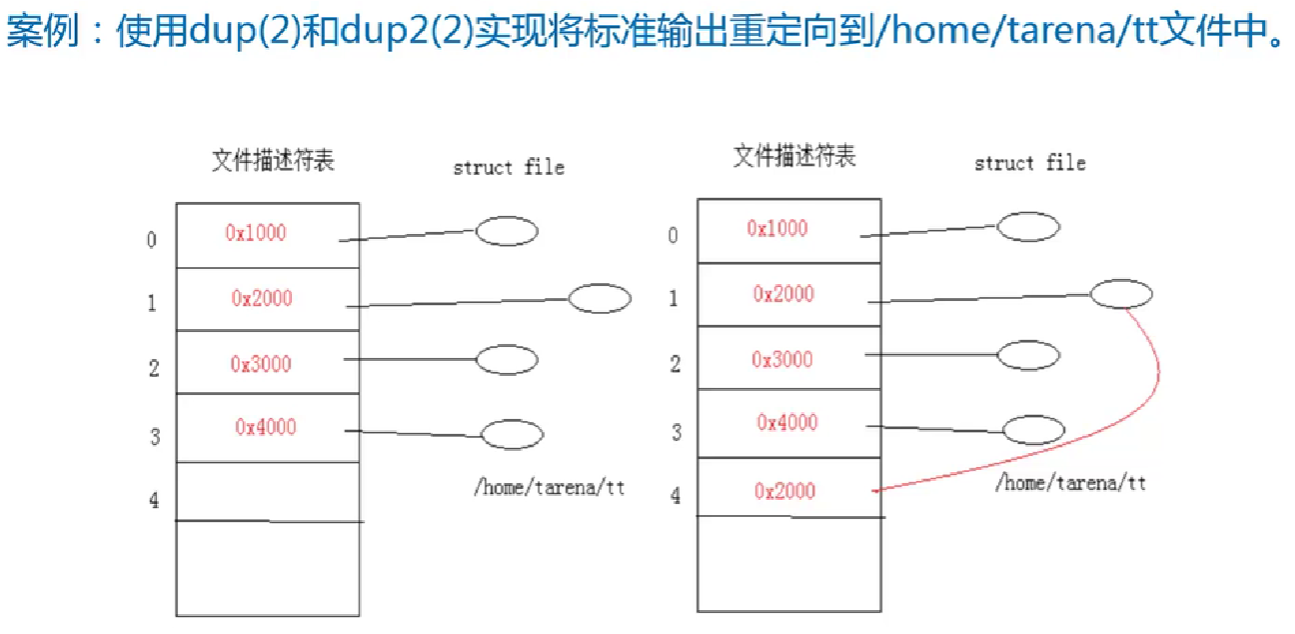 案例：使用dup(2)和dup2(2)实现将标准输出重定向到/home/tarena/tt文件中。
文件描述符表
struct file
0
0x1000
1
0x2000
2
0x3000
3
0x4000
4
/home/tarena/tt
文件描述符表
struct file
0
0x1000
1
0x2000
2
0x3000
3
0x4000
4
0x2000
/home/tarena/tt